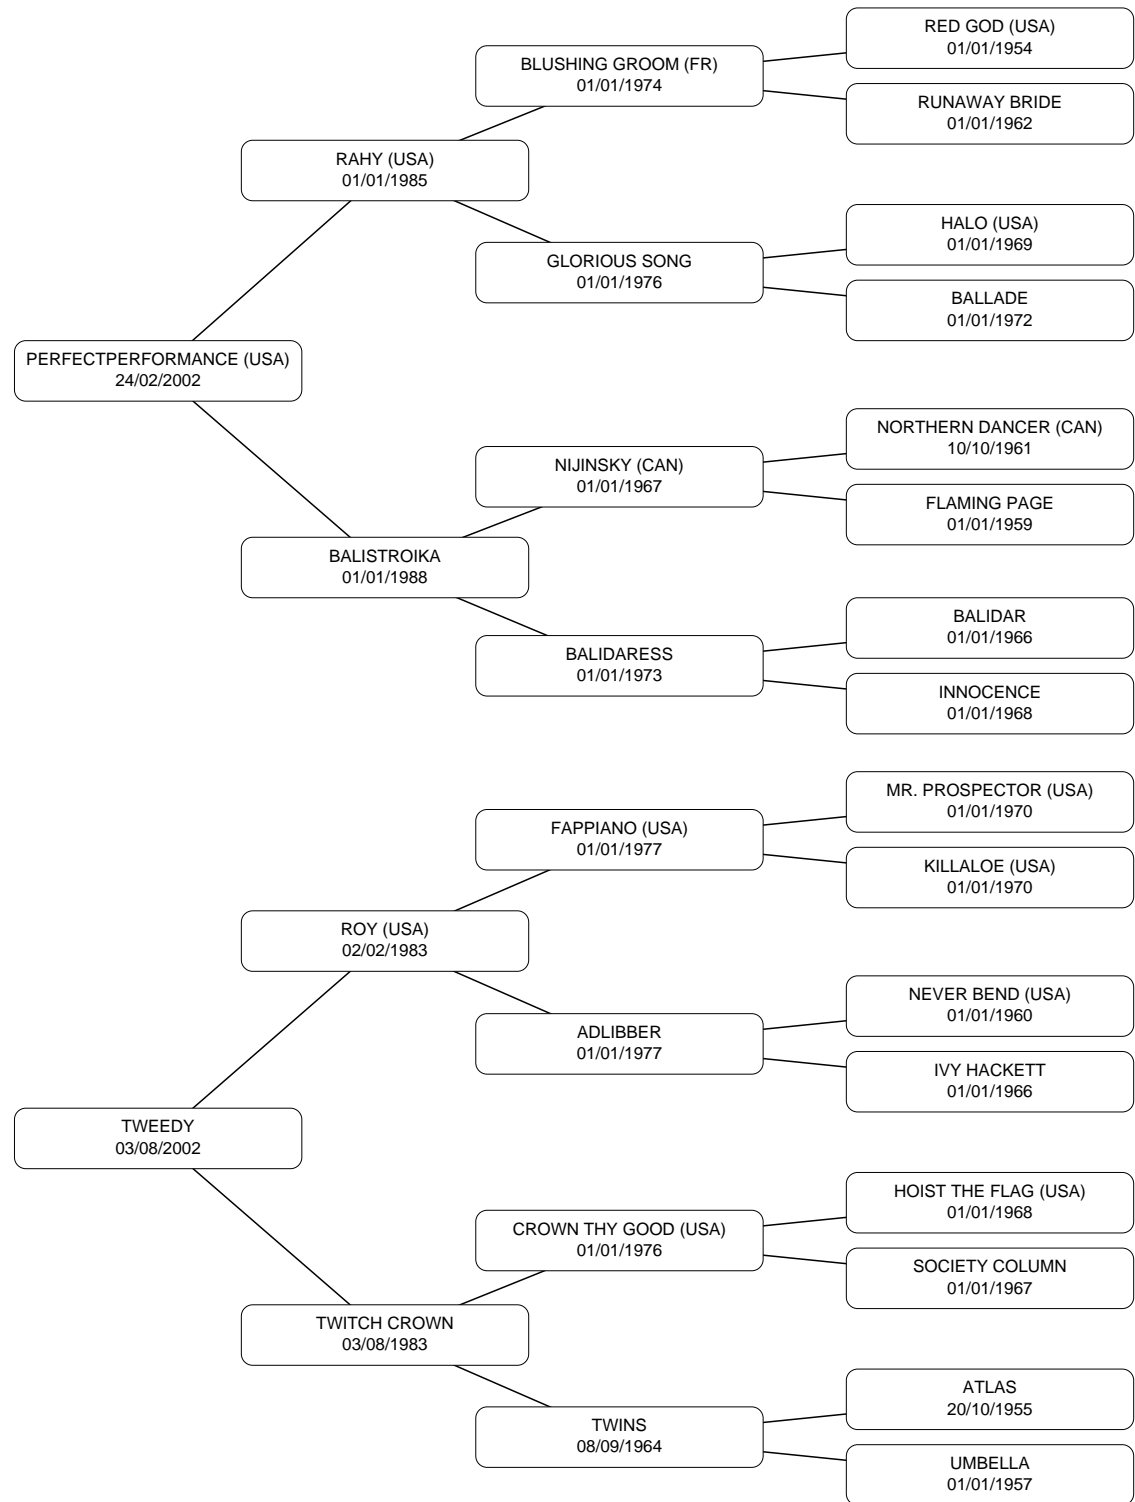 RED GOD (USA)
01/01/1954
BLUSHING GROOM (FR)
01/01/1974
RUNAWAY BRIDE
01/01/1962
RAHY (USA)
01/01/1985
HALO (USA)
01/01/1969
GLORIOUS SONG
01/01/1976
BALLADE
01/01/1972
PERFECTPERFORMANCE (USA)
24/02/2002
NORTHERN DANCER (CAN)
10/10/1961
NIJINSKY (CAN)
01/01/1967
FLAMING PAGE
01/01/1959
BALISTROIKA
01/01/1988
BALIDAR
01/01/1966
BALIDARESS
01/01/1973
INNOCENCE
01/01/1968
MR. PROSPECTOR (USA)
01/01/1970
FAPPIANO (USA)
01/01/1977
KILLALOE (USA)
01/01/1970
ROY (USA)
02/02/1983
NEVER BEND (USA)
01/01/1960
ADLIBBER
01/01/1977
IVY HACKETT
01/01/1966
TWEEDY
03/08/2002
HOIST THE FLAG (USA)
01/01/1968
CROWN THY GOOD (USA)
01/01/1976
SOCIETY COLUMN
01/01/1967
TWITCH CROWN
03/08/1983
ATLAS
20/10/1955
TWINS
08/09/1964
UMBELLA
01/01/1957